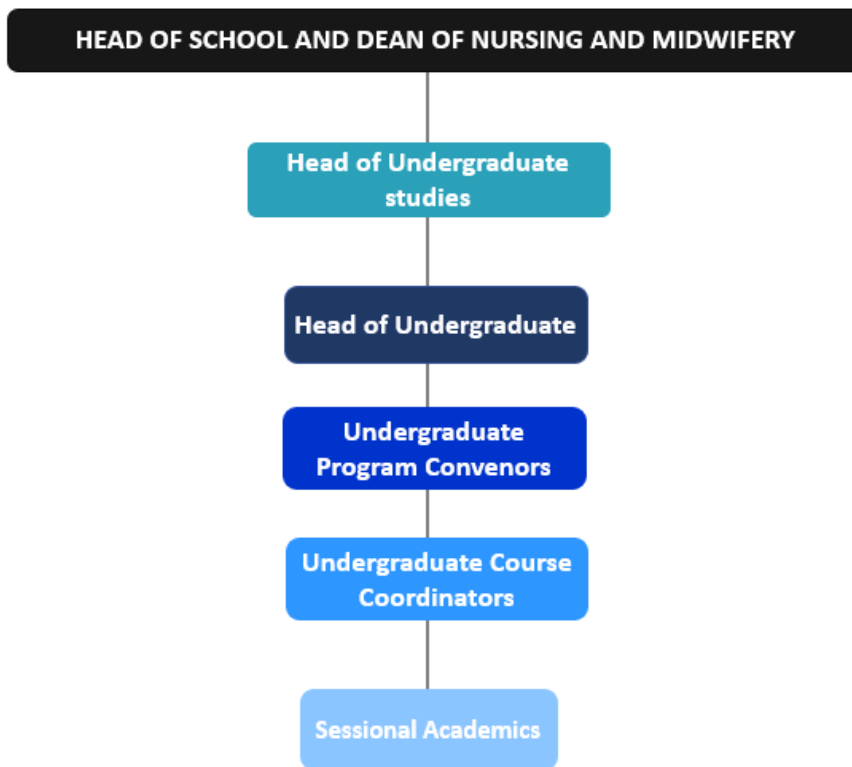 HEAD OF SCHOOL AND DEAN OF NURSING AND MIDWIFERY
Head of Undergraduate
studies
Head of Undergraduate
Undergraduate
Program Convenors
Undergraduate Course
Coordinators
Sessional Academics